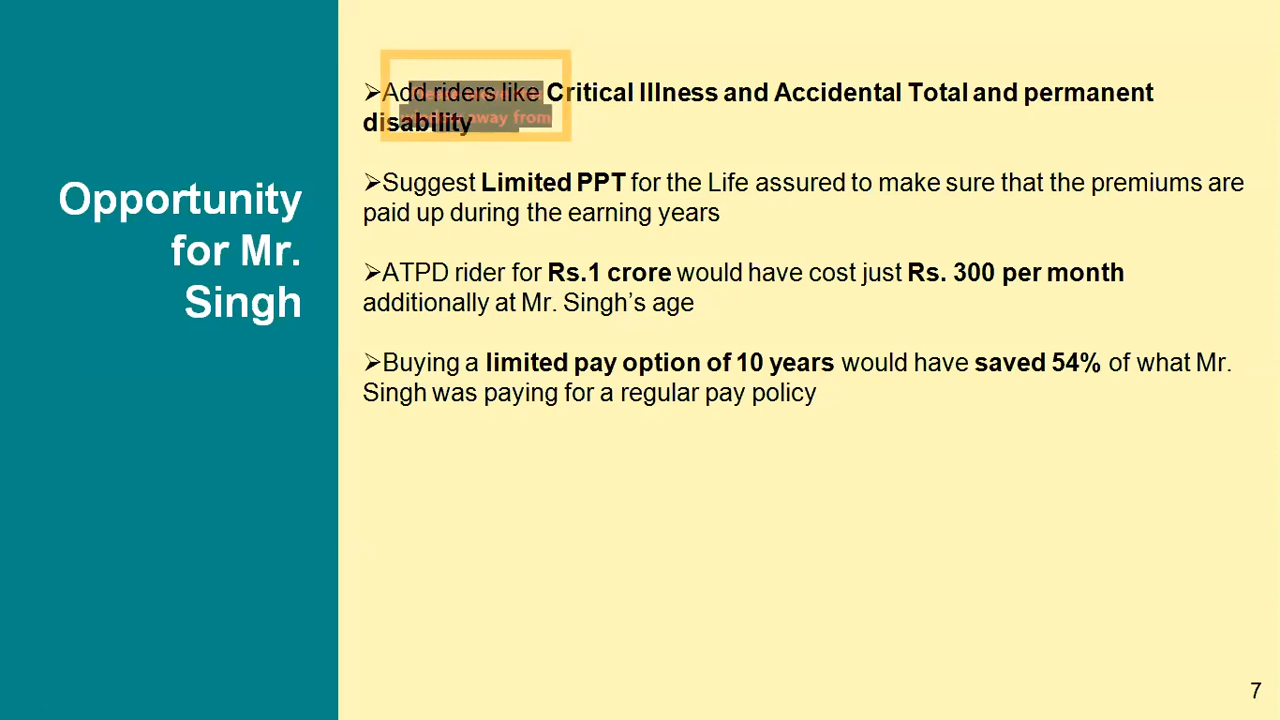 Opportunity
for Mr.
Singh
➢Add riders like Critical Illness and Accidental Total and permanent
disability
away from
➢Suggest Limited PPT for the Life assured to make sure that the premiums are
paid up during the earning years
➢ATPD rider for Rs.1 crore would have cost just Rs. 300 per month
additionally at Mr. Singh’s age
➢Buying a limited pay option of 10 years would have saved 54% of what Mr.
Singh was paying for a regular pay policy
7